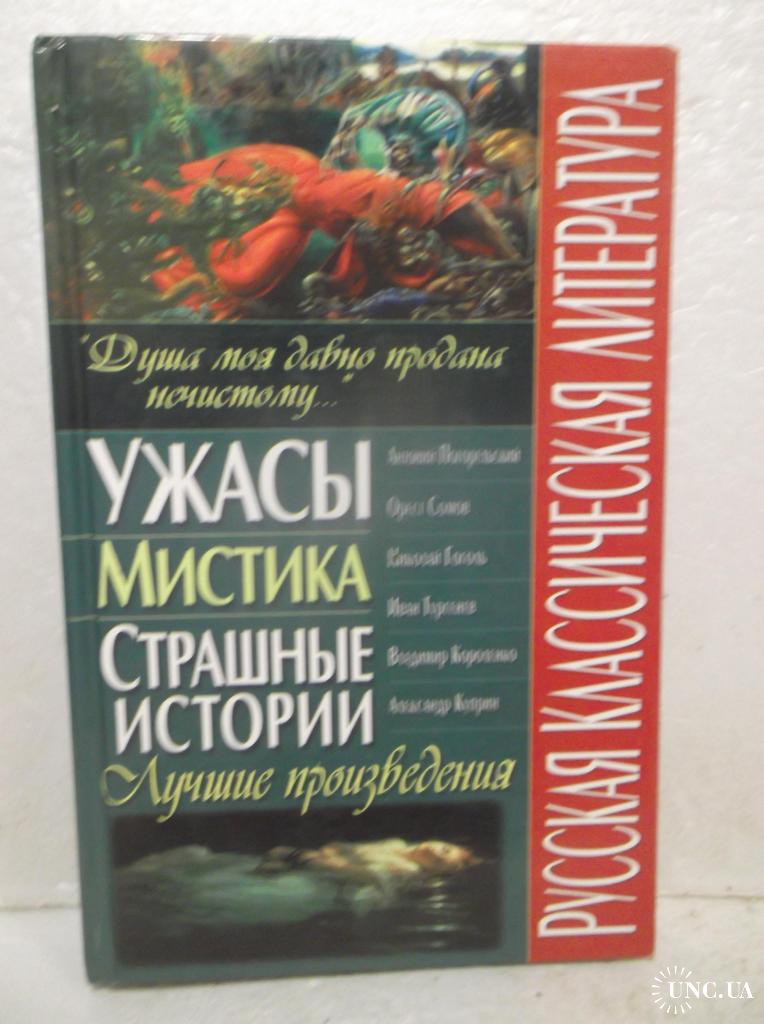 "Душа моя давно продана
нечистому..."
УЖАСЫ
МИСТИКА
СТРАШНЫЕ
ИСТОРИИ
Лучшие произведения
Антоний Погорельский
Орест Сомов
Николай Гоголь
Иван Тургенев
Владимир Короленко
Александр Куприн
РУССКАЯ КЛАССИЧЕСКАЯ ЛИТЕРАТУРА
UNC.UA